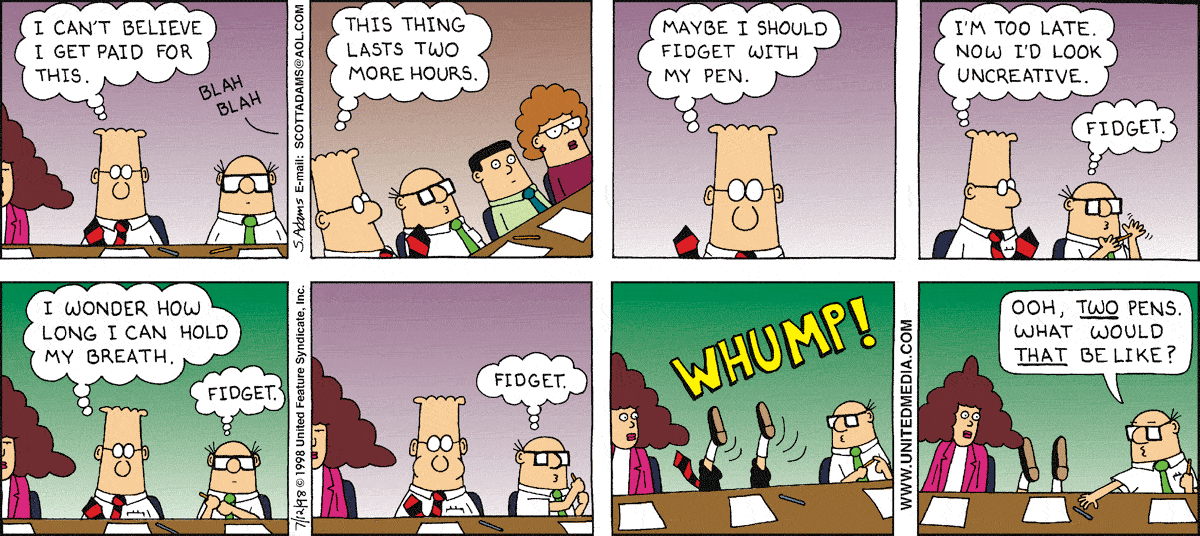 I CAN'T BELIEVE
I GET PAID FOR
THIS.
BLAH
BLAH
S.Adams E-mail: SCOTTADAMS@AOL.COM
THIS THING
LASTS TWO
MORE HOURS.
MAYBE I SHOULD
FIDGET WITH
MY PEN.
I'M TOO LATE.
NOW I'D LOOK
UNCREATIVE.
FIDGET.
I WONDER HOW
LONG I CAN HOLD
MY BREATH.
FIDGET.
7/12/98 © 1998 United Feature Syndicate, Inc.
FIDGET.
WHUMP!
WWW.UNITEDMEDIA.COM
OOH, TWO PENS.
WHAT WOULD
THAT BE LIKE?